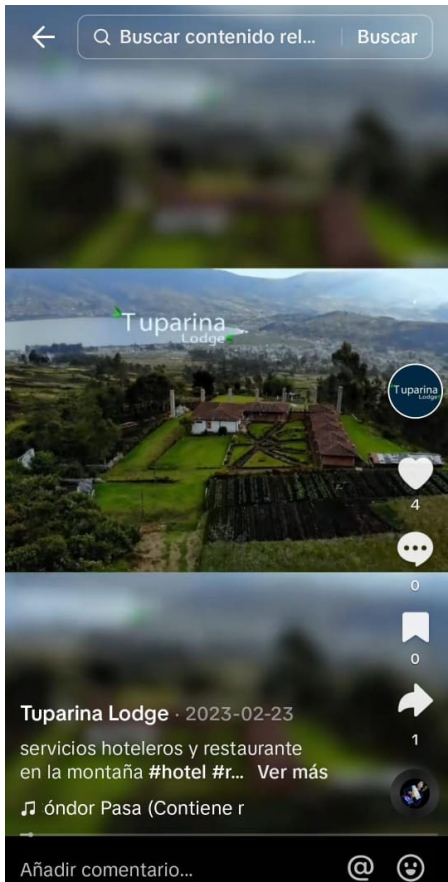 Buscar contenido rel... Buscar
Tuparina
Lodge
Tuparina
Lodge
4
0
0
1
Tuparina Lodge · 2023-02-23
servicios hoteleros y restaurante
en la montaña #hotel #r... Ver más
óndor Pasa (Contiene r
Añadir comentario...